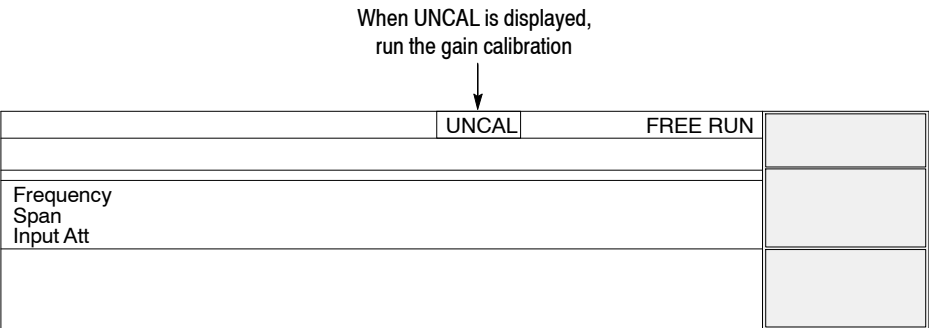 When UNCAL is displayed,
run the gain calibration
UNCAL FREE RUN
Frequency
Span
Input Att